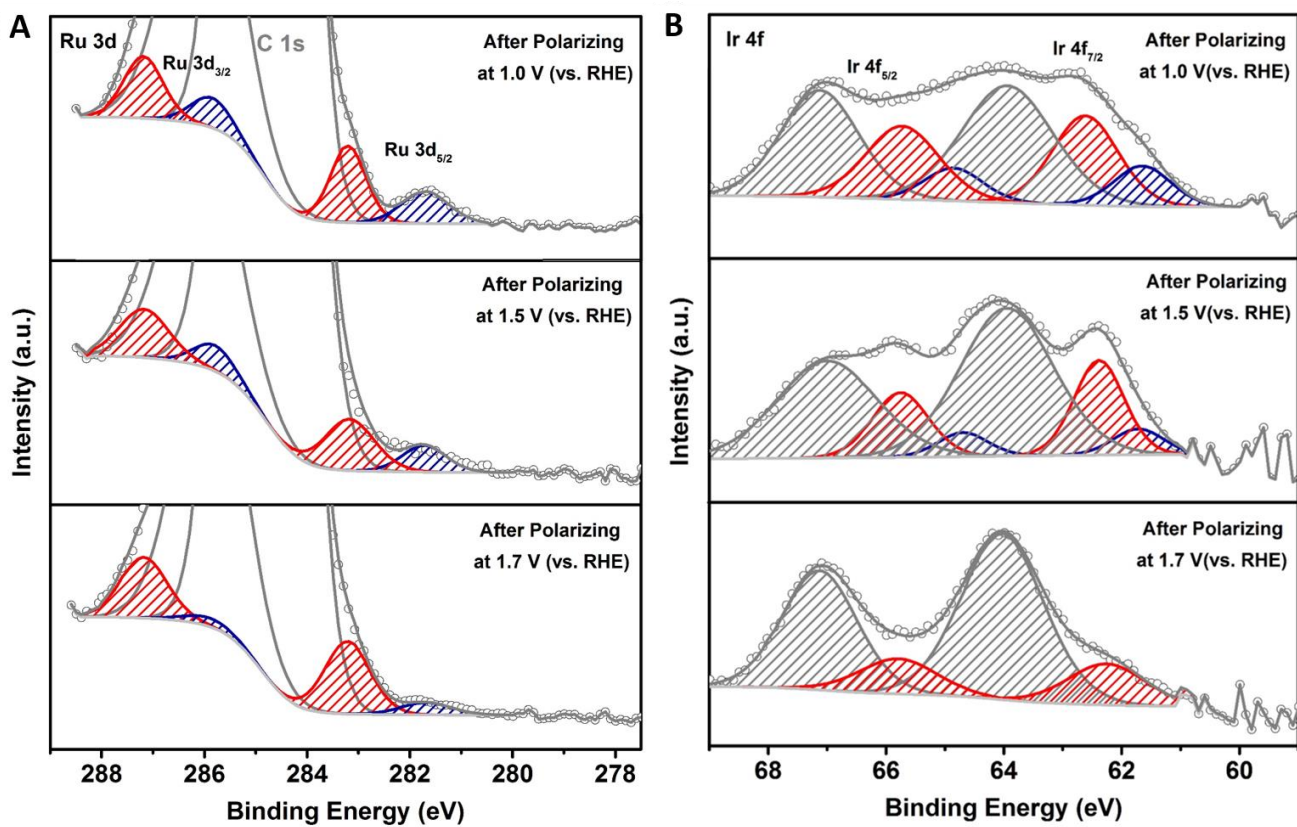 A
Ru 3d
Ru 3d3/2
C 1s
Ru 3d5/2
After Polarizing
at 1.0 V (vs. RHE)
After Polarizing
at 1.5 V (vs. RHE)
After Polarizing
at 1.7 V (vs. RHE)
Intensity (a.u.)
288 286 284 282 280 278
Binding Energy (eV)
B
Ir 4f
Ir 4f5/2
Ir 4f7/2
After Polarizing
at 1.0 V(vs. RHE)
After Polarizing
at 1.5 V(vs. RHE)
After Polarizing
at 1.7 V(vs. RHE)
Intensity (a.u.)
68 66 64 62 60
Binding Energy (eV)